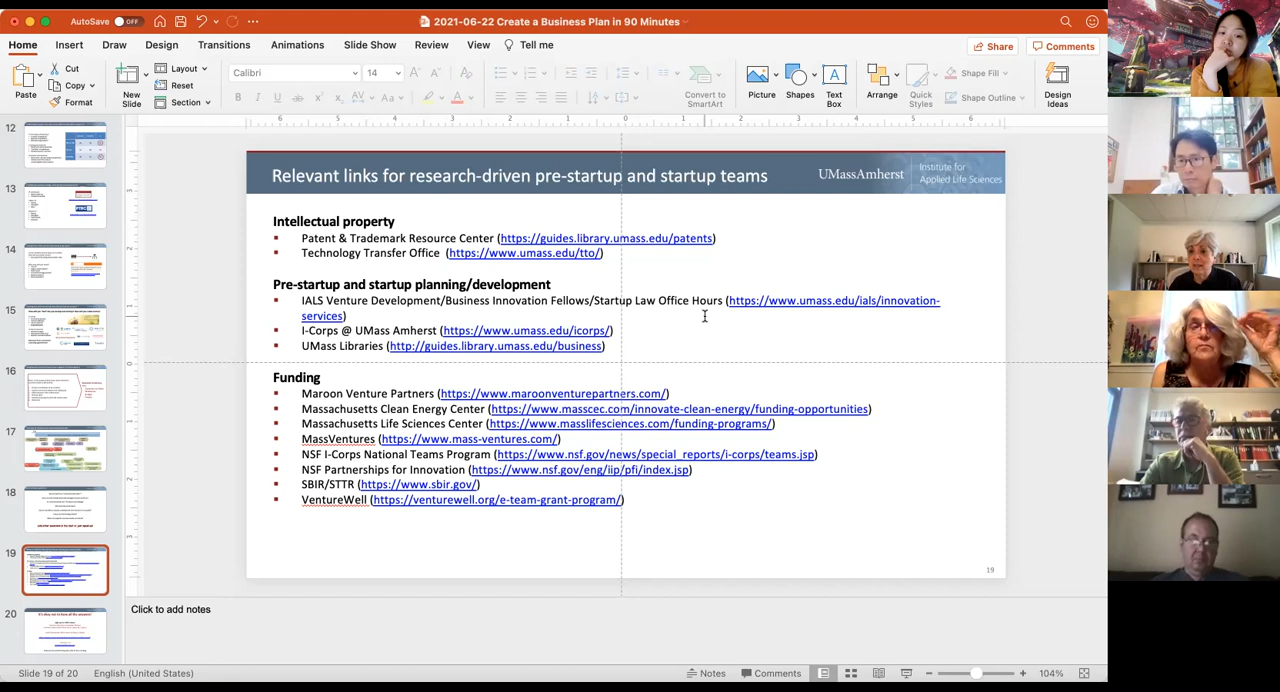 AutoSave OFF
2021-06-22 Create a Business Plan in 90 Minutes
Home Insert Draw Design Transitions Animations Slide Show Review View Tell me
Share Comments
Paste
Cut
Copy
Format
New Slide
Layout
Reset
Section
Calibri 14
Convert to SmartArt
Picture
Shapes
Text Box
Arrange
Quick Styles
Shape Fill
Shape Outline
Design Ideas
12
13
14
15
16
17
18
19
20
Relevant links for research-driven pre-startup and startup teams
UMassAmherst
Institute for
Applied Life Sciences
Intellectual property
Patent & Trademark Resource Center (https://guides.library.umass.edu/patents)
Technology Transfer Office (https://www.umass.edu/tto/)
Pre-startup and startup planning/development
IALS Venture Development/Business Innovation Fellows/Startup Law Office Hours (https://www.umass.edu/ials/innovation-
services)
I-Corps @ UMass Amherst (https://www.umass.edu/icorps/)
UMass Libraries (http://guides.library.umass.edu/business)
Funding
Maroon Venture Partners (https://www.maroonventurepartners.com/)
Massachusetts Clean Energy Center (https://www.masscec.com/innovate-clean-energy/funding-opportunities)
Massachusetts Life Sciences Center (https://www.masslifesciences.com/funding-programs/)
MassVentures (https://www.mass-ventures.com/)
NSF I-Corps National Teams Program (https://www.nsf.gov/news/special_reports/i-corps/teams.jsp)
NSF Partnerships for Innovation (https://www.nsf.gov/eng/iip/pfi/index.jsp)
SBIR/STTR (https://www.sbir.gov/)
VentureWell (https://venturewell.org/e-team-grant-program/)
19
Click to add notes
Slide 19 of 20 English (United States)
Notes Comments 104%